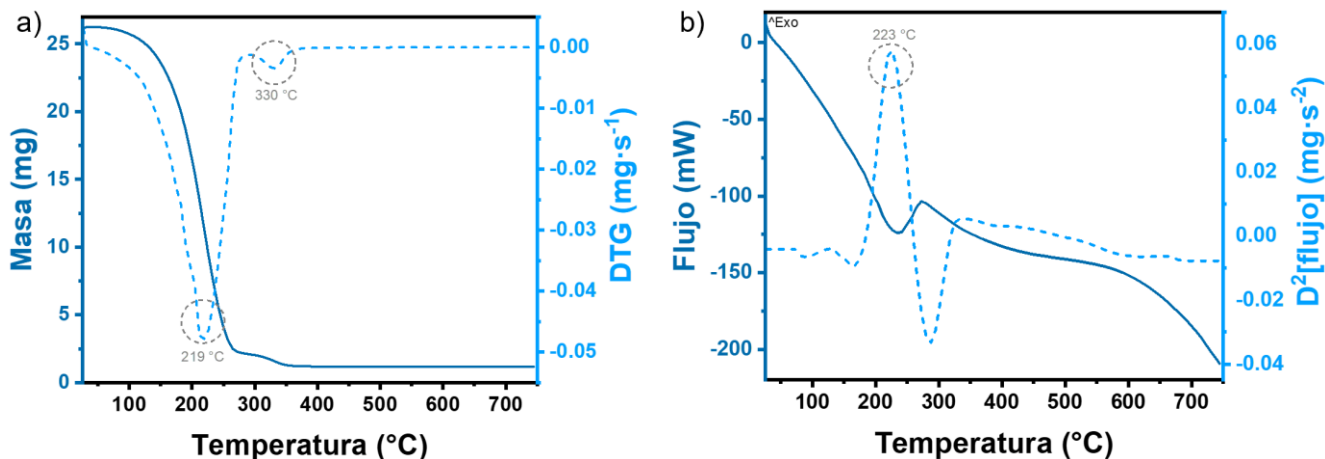 a)
25
20
15
10
5
0
Masa (mg)
100 200 300 400 500 600 700
Temperatura (°C)
0.00
-0.01
-0.02
-0.03
-0.04
-0.05
DTG (mg·s⁻¹)
330 °C
219 °C
b)
^Exo
0
-50
-100
-150
-200
Flujo (mW)
100 200 300 400 500 600 700
Temperatura (°C)
0.06
0.04
0.02
0.00
-0.02
-0.04
D²[flujo] (mg·s⁻²)
223 °C